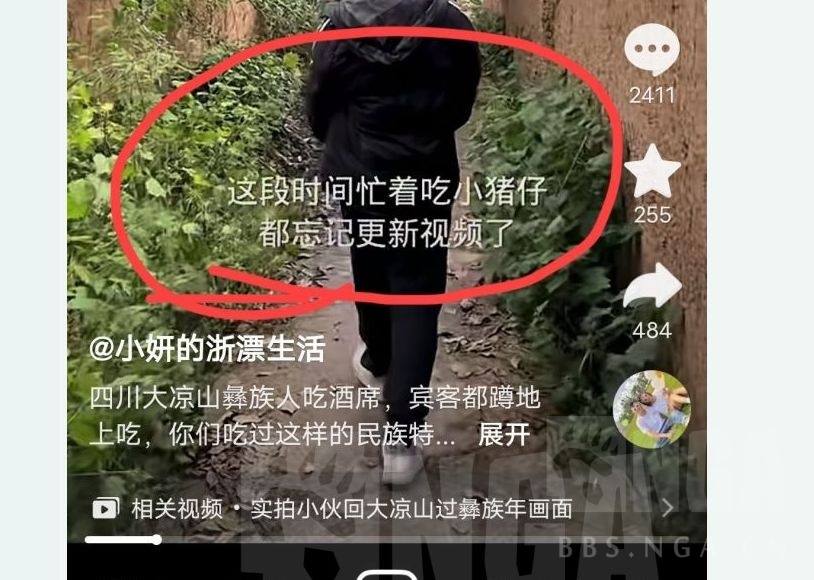 2411
这段时间忙着吃小猪仔
都忘记更新视频了
255
484
@小妍的浙漂生活
四川大凉山彝族人吃酒席，宾客都蹲地
上吃，你们吃过这样的民族特... 展开
相关视频·实拍小伙回大凉山过彝族年画面
NGA
BBS.NGA.CN